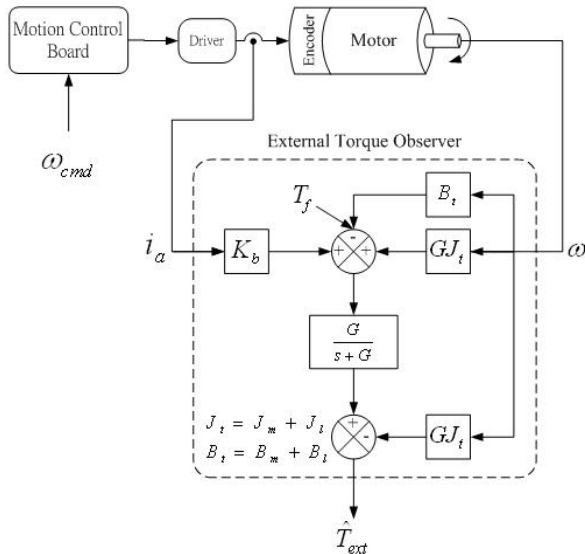 Motion Control
Board
Driver
Encoder
Motor
ω_cmd
External Torque Observer
T_f
B_t
-
i_a
K_b
+
+
GJ_t
ω
G
s + G
J_t = J_m + J_l
B_t = B_m + B_l
+
-
GJ_t
T̂_ext